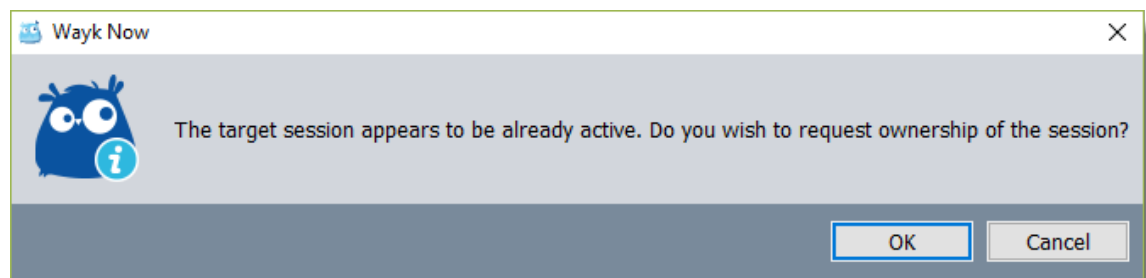 Wayk Now
The target session appears to be already active. Do you wish to request ownership of the session?
OK
Cancel